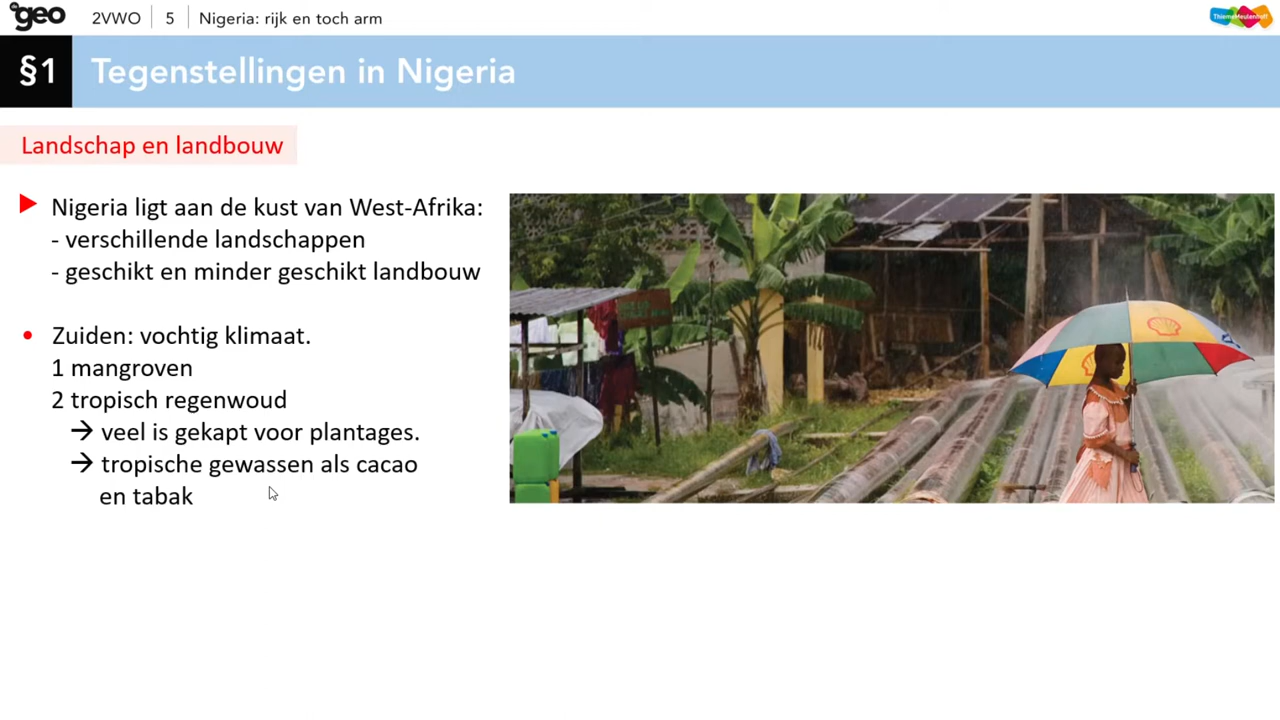 geo 2VWO 5 Nigeria: rijk en toch arm ThiemeMeulenhoff
§1 Tegenstellingen in Nigeria
Landschap en landbouw
Nigeria ligt aan de kust van West-Afrika:
- verschillende landschappen
- geschikt en minder geschikt landbouw
• Zuiden: vochtig klimaat.
1 mangroven
2 tropisch regenwoud
→ veel is gekapt voor plantages.
→ tropische gewassen als cacao
en tabak